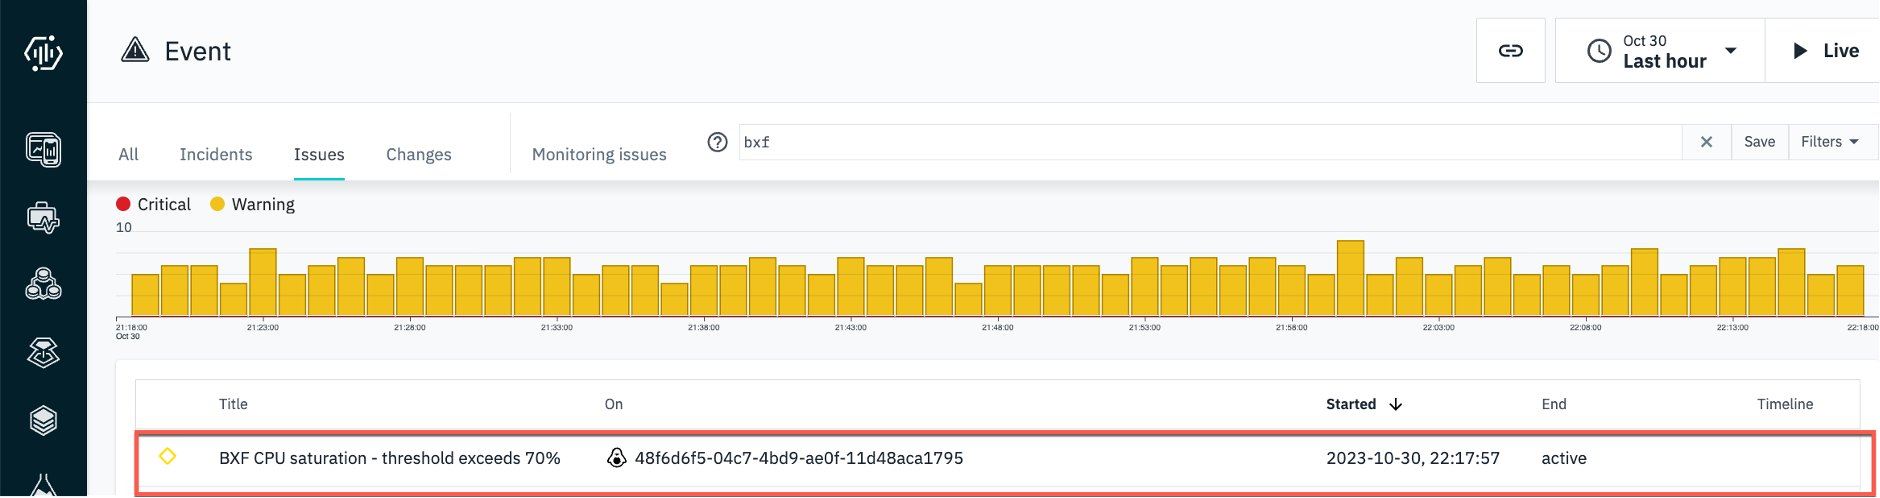 Event
Oct 30
Last hour
Live
All Incidents Issues Changes Monitoring issues
bxf
Save Filters
Critical Warning
10
21:18:00 21:23:00 21:28:00 21:33:00 21:38:00 21:43:00 21:48:00 21:53:00 21:58:00 22:03:00 22:08:00 22:13:00 22:18:00
Oct 30
Title On Started End Timeline
BXF CPU saturation - threshold exceeds 70% 48f6d6f5-04c7-4bd9-ae0f-11d48aca1795 2023-10-30, 22:17:57 active